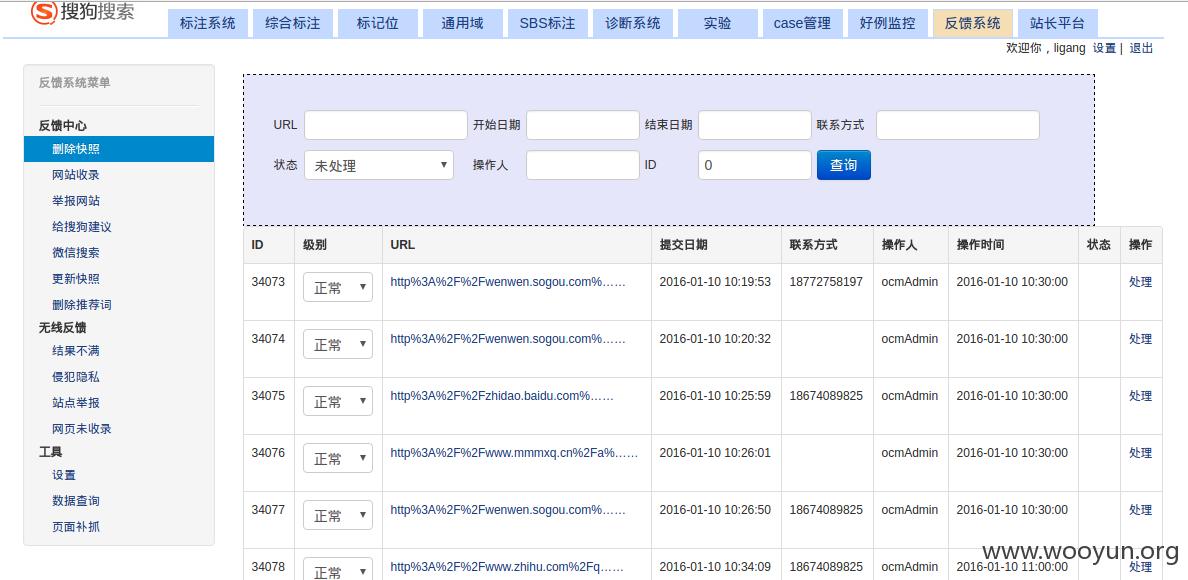 搜狗搜索
标注系统 综合标注 标记位 通用域 SBS标注 诊断系统 实验 case管理 好例监控 反馈系统 站长平台
欢迎你，ligang 设置 | 退出
反馈系统菜单
反馈中心
删除快照
网站收录
举报网站
给搜狗建议
微信搜索
更新快照
删除推荐词
无线反馈
结果不满
侵犯隐私
站点举报
网页未收录
工具
设置
数据查询
页面补抓
URL 开始日期 结束日期 联系方式
状态 未处理 操作人 ID 0 查询
ID 级别 URL 提交日期 联系方式 操作人 操作时间 状态 操作
34073 正常 http%3A%2F%2Fwenwen.sogou.com%…… 2016-01-10 10:19:53 18772758197 ocmAdmin 2016-01-10 10:30:00 处理
34074 正常 http%3A%2F%2Fwenwen.sogou.com%…… 2016-01-10 10:20:32 ocmAdmin 2016-01-10 10:30:00 处理
34075 正常 http%3A%2F%2Fzhidao.baidu.com%…… 2016-01-10 10:25:59 18674089825 ocmAdmin 2016-01-10 10:30:00 处理
34076 正常 http%3A%2F%2Fwww.mmmxq.cn%2Fa%…… 2016-01-10 10:26:01 ocmAdmin 2016-01-10 10:30:00 处理
34077 正常 http%3A%2F%2Fwenwen.sogou.com%…… 2016-01-10 10:26:50 18674089825 ocmAdmin 2016-01-10 10:30:00 处理
34078 正常 http%3A%2F%2Fwww.zhihu.com%2Fq…… 2016-01-10 10:34:09 18674089825 ocmAdmin 2016-01-10 11:00:00 处理
www.wooyun.org